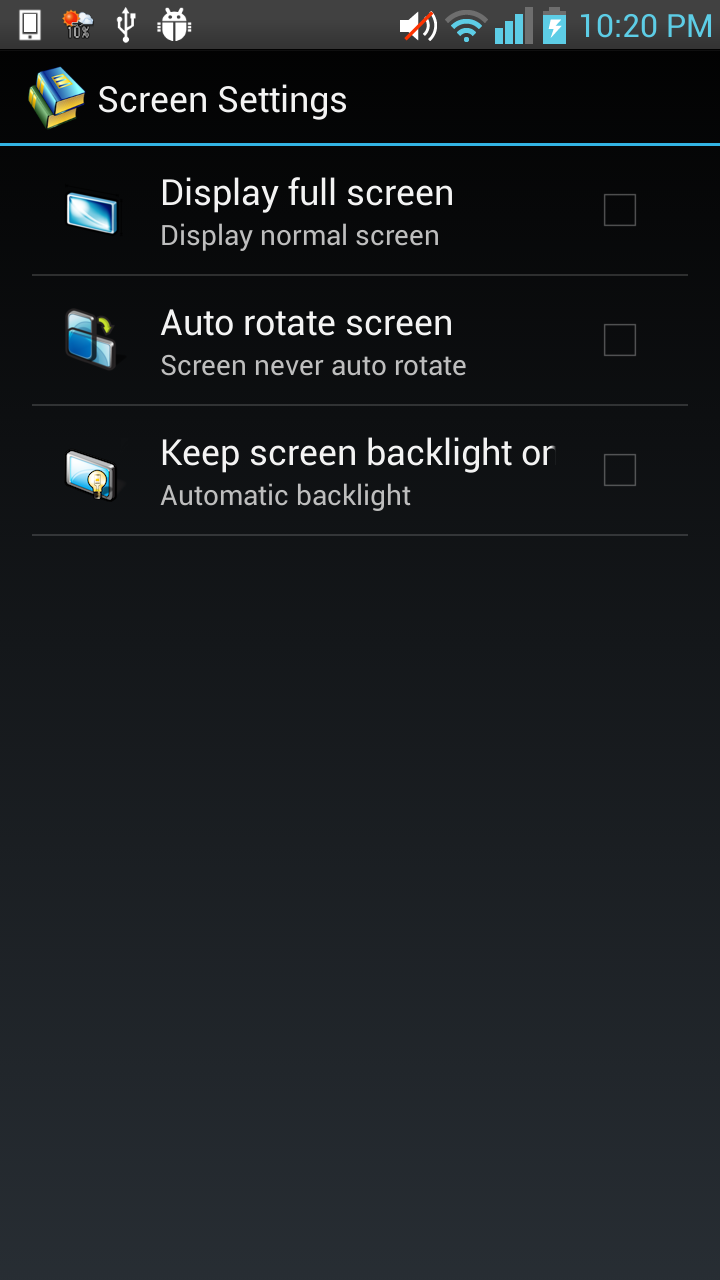 10%
10:20 PM
Screen Settings
Display full screen
Display normal screen
Auto rotate screen
Screen never auto rotate
Keep screen backlight on
Automatic backlight